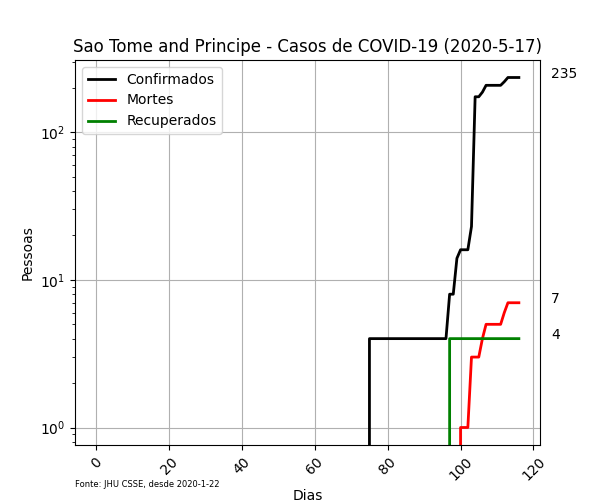 Sao Tome and Principe - Casos de COVID-19 (2020-5-17)
Confirmados
Mortes
Recuperados
235
7
4
10²
10¹
10⁰
Pessoas
0 20 40 60 80 100 120
Fonte: JHU CSSE, desde 2020-1-22
Dias